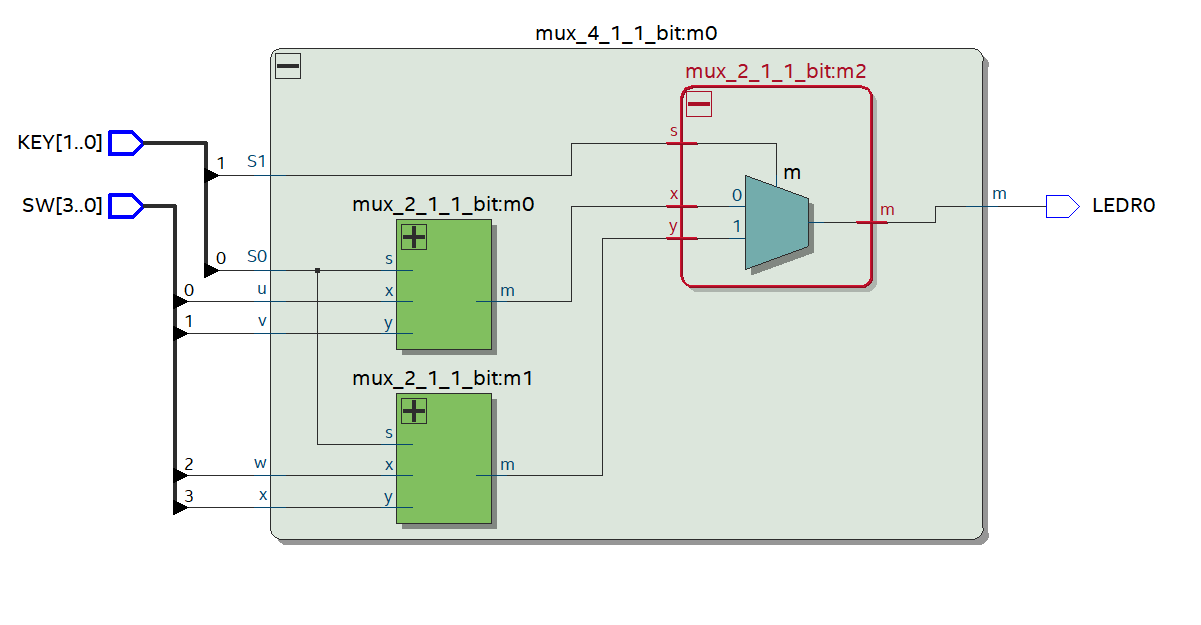 mux_4_1_1_bit:m0
mux_2_1_1_bit:m2
KEY[1..0]
1 S1
s
m
SW[3..0]
mux_2_1_1_bit:m0
x 0
m
m
LEDR0
y 1
0 S0
s
0 u
x
m
1 v
y
mux_2_1_1_bit:m1
s
2 w
x
m
3 x
y